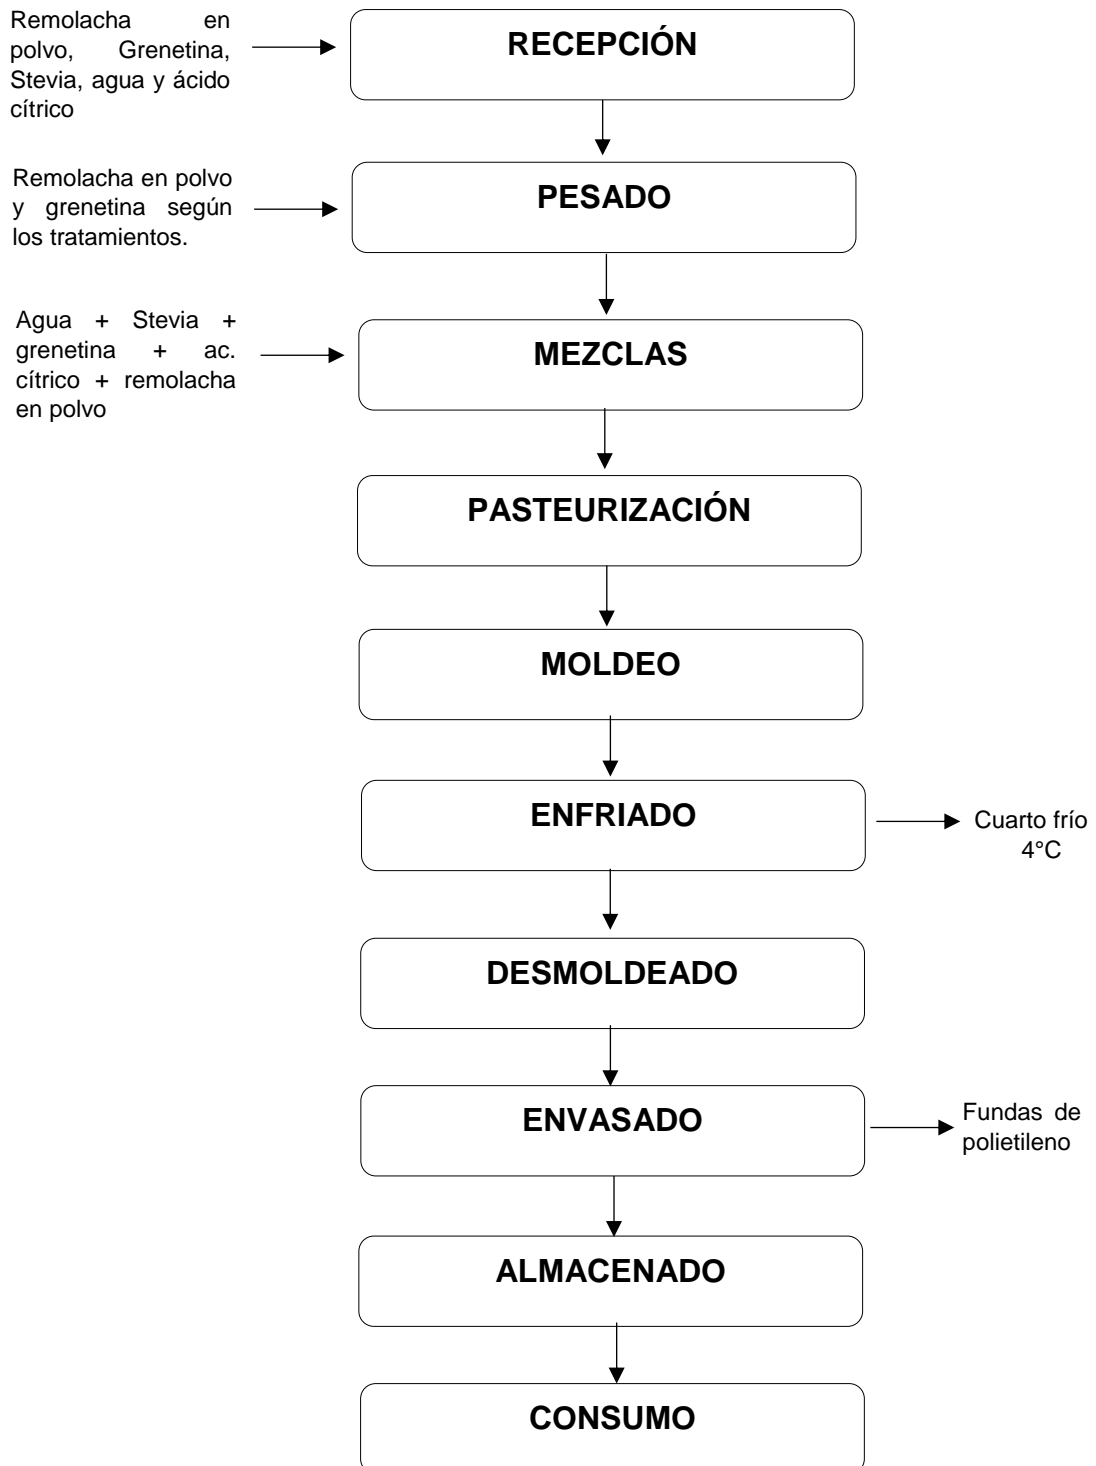 Remolacha en
polvo, Grenetina,
Stevia, agua y ácido
cítrico
RECEPCIÓN
Remolacha en polvo
y grenetina según
los tratamientos.
PESADO
Agua + Stevia +
grenetina + ac.
cítrico + remolacha
en polvo
MEZCLAS
PASTEURIZACIÓN
MOLDEO
ENFRIADO
Cuarto frío
4°C
DESMOLDEADO
ENVASADO
Fundas de
polietileno
ALMACENADO
CONSUMO